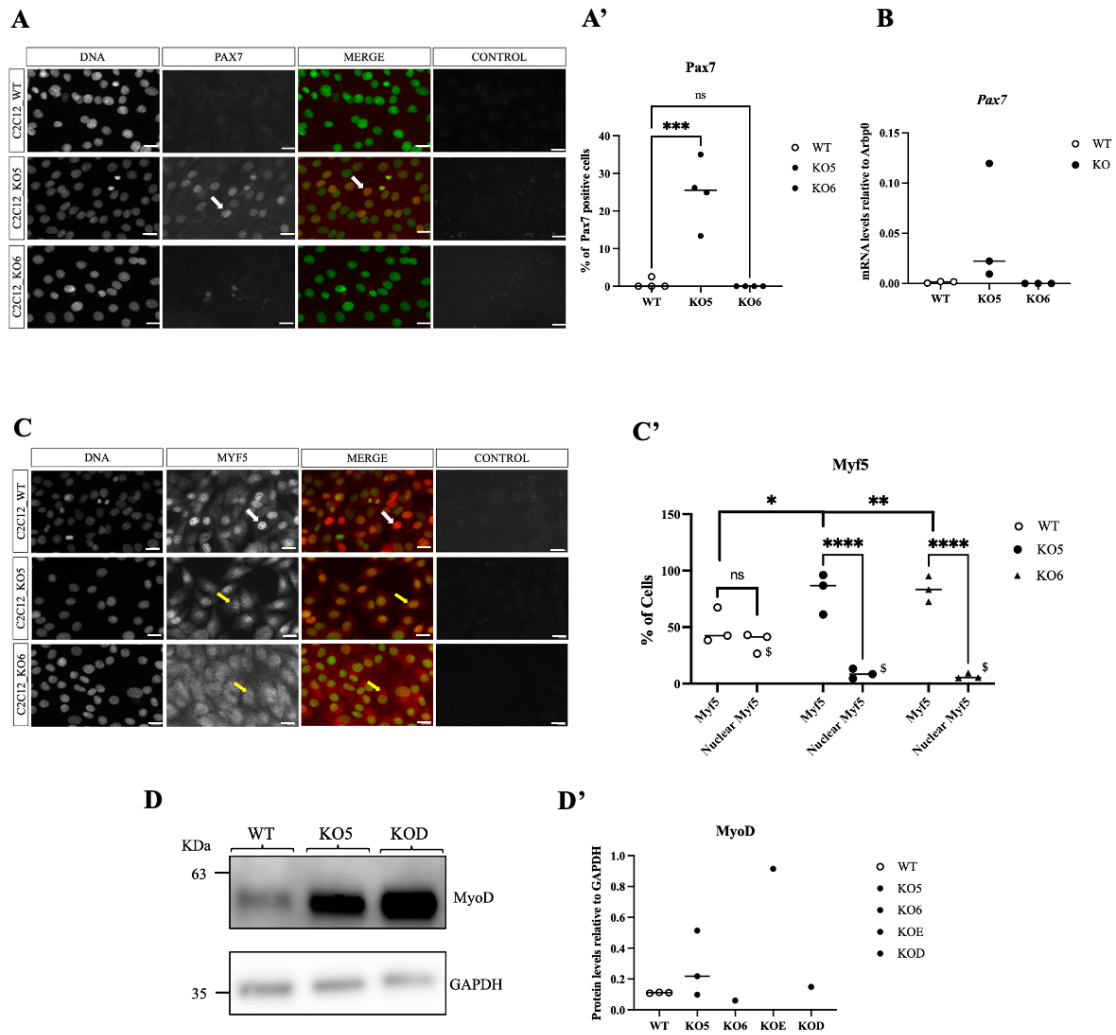 A
DNA PAX7 MERGE CONTROL
C2C12_WT
C2C12_KO5
C2C12_KO6
A’
Pax7
ns
***
% of Pax7 positive cells
40
30
20
10
0
WT KO5 KO6
WT
KO5
KO6
B
Pax7
mRNA levels relative to Arbp0
0.15
0.10
0.05
0.00
WT KO5 KO6
WT
KO
C
DNA MYF5 MERGE CONTROL
C2C12_WT
C2C12_KO5
C2C12_KO6
C’
Myf5
* **
ns **** ****
% of Cells
150
100
50
0
$ $ $
Myf5 Nuclear Myf5 Myf5 Nuclear Myf5 Myf5 Nuclear Myf5
WT
KO5
KO6
D
WT KO5 KOD
KDa
63
MyoD
35
GAPDH
D’
MyoD
Protein levels relative to GAPDH
1.0
0.8
0.6
0.4
0.2
0.0
WT KO5 KO6 KOE KOD
WT
KO5
KO6
KOE
KOD